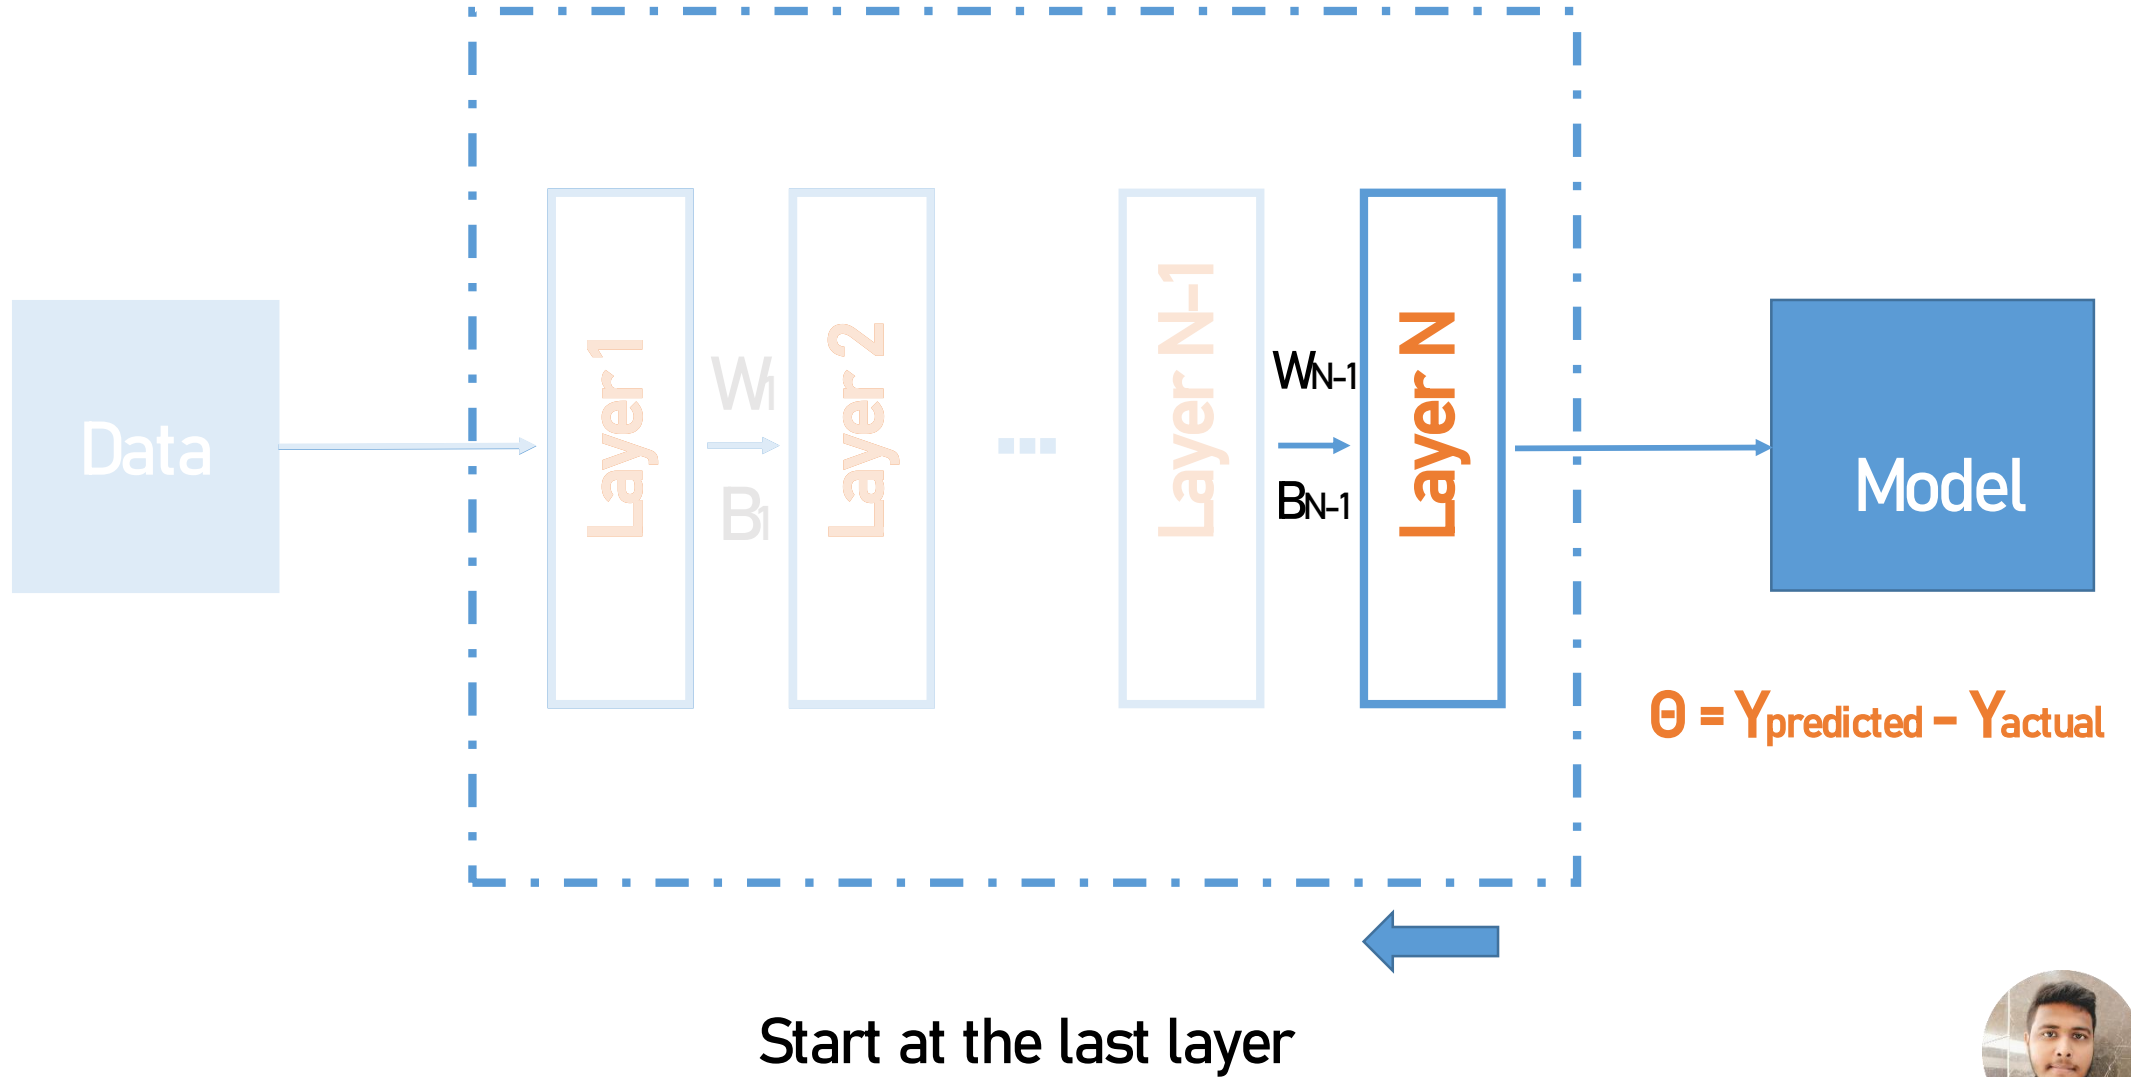 Data
Layer 1
W1
B1
Layer 2
Layer N-1
WN-1
BN-1
Layer N
Model
Θ = Ypredicted - Yactual
Start at the last layer